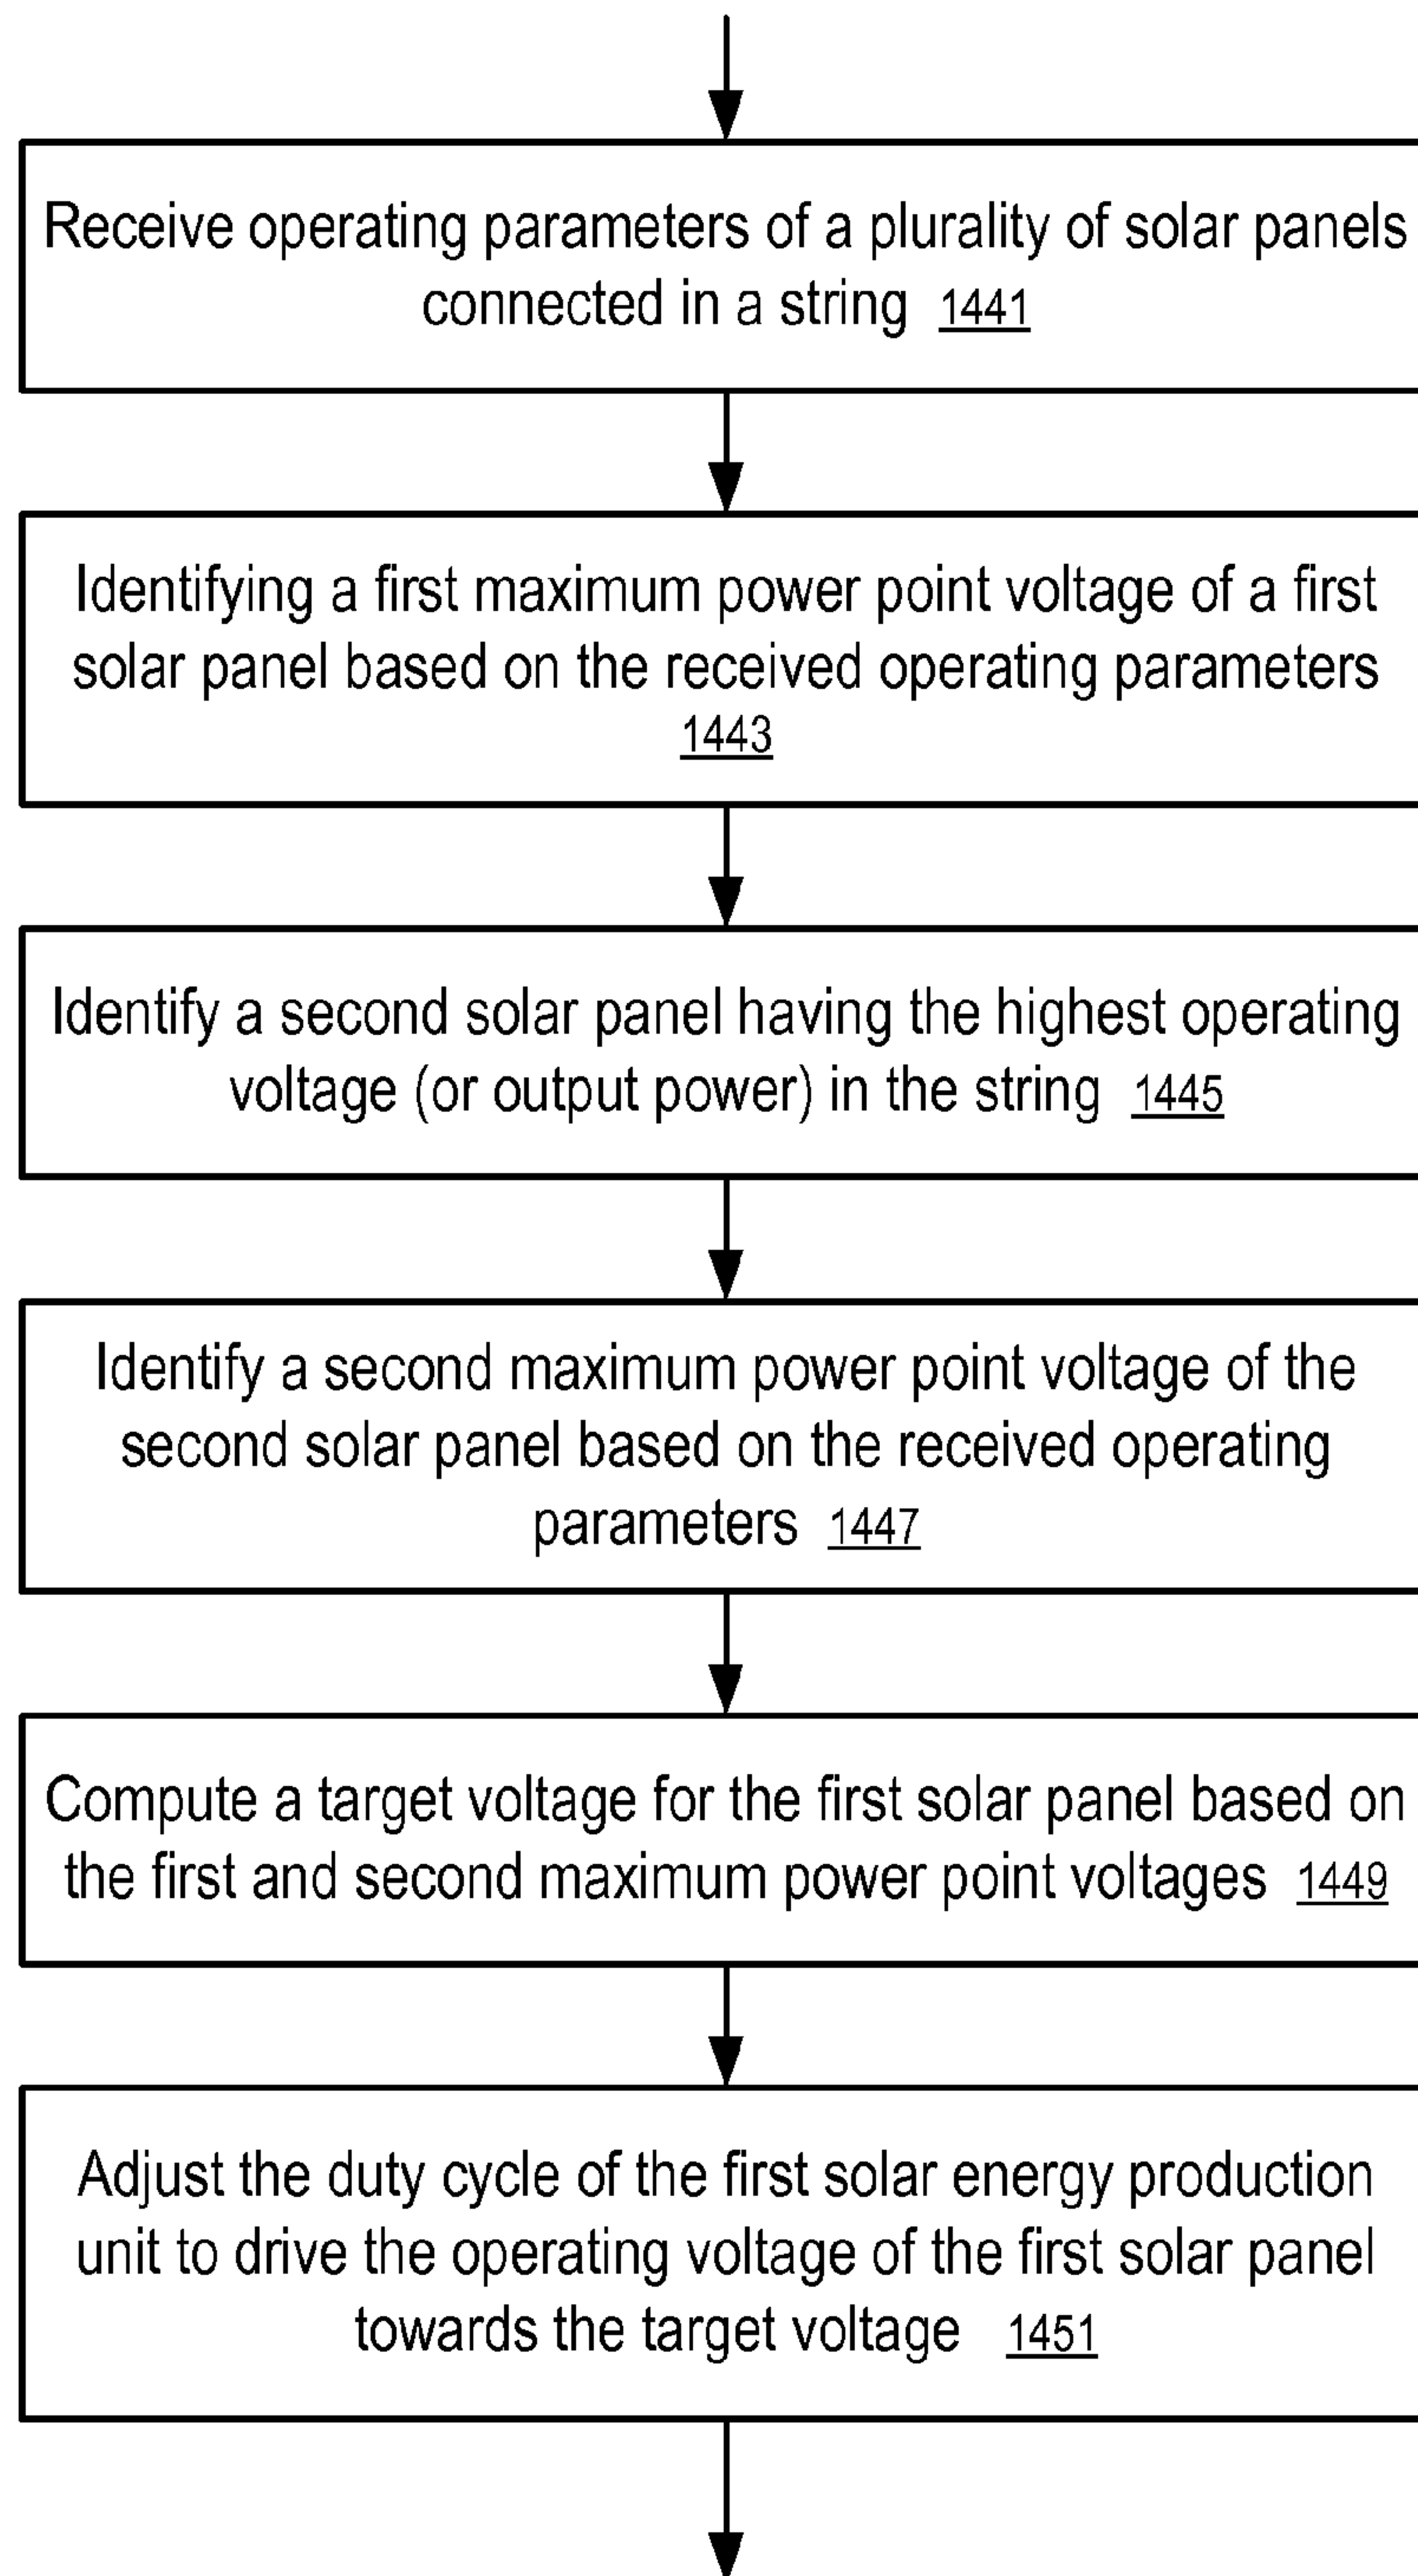 Receive operating parameters of a plurality of solar panels
connected in a string 1441
Identifying a first maximum power point voltage of a first
solar panel based on the received operating parameters
1443
Identify a second solar panel having the highest operating
voltage (or output power) in the string 1445
Identify a second maximum power point voltage of the
second solar panel based on the received operating
parameters 1447
Compute a target voltage for the first solar panel based on
the first and second maximum power point voltages 1449
Adjust the duty cycle of the first solar energy production
unit to drive the operating voltage of the first solar panel
towards the target voltage 1451